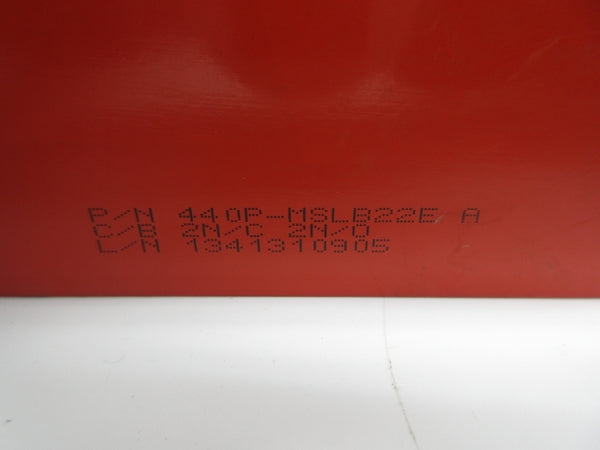 P/N 440P-MSLB22E A
C/B 2N/C 2N/O
L/N 1341310905